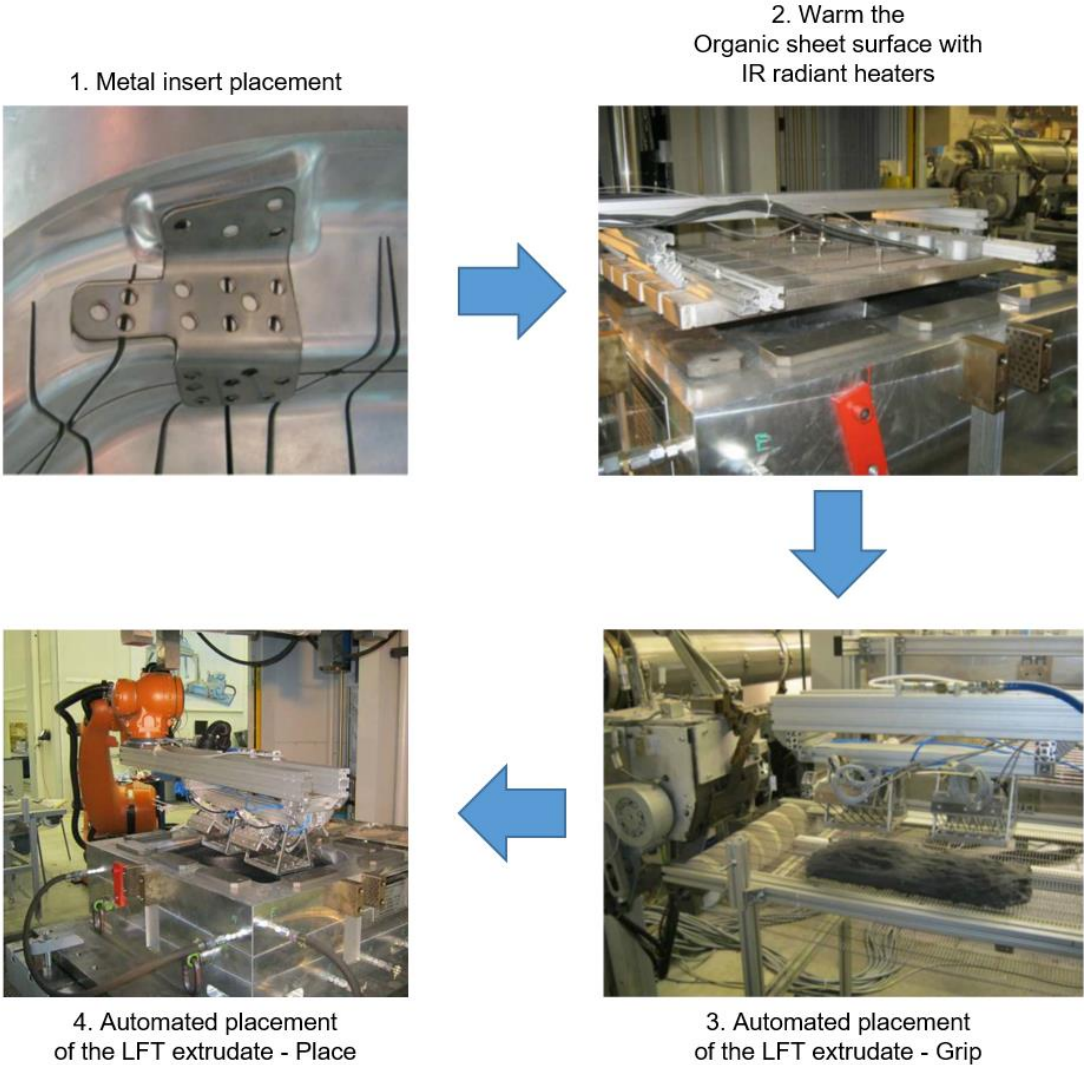 1. Metal insert placement
2. Warm the
Organic sheet surface with
IR radiant heaters
3. Automated placement
of the LFT extrudate - Grip
4. Automated placement
of the LFT extrudate - Place